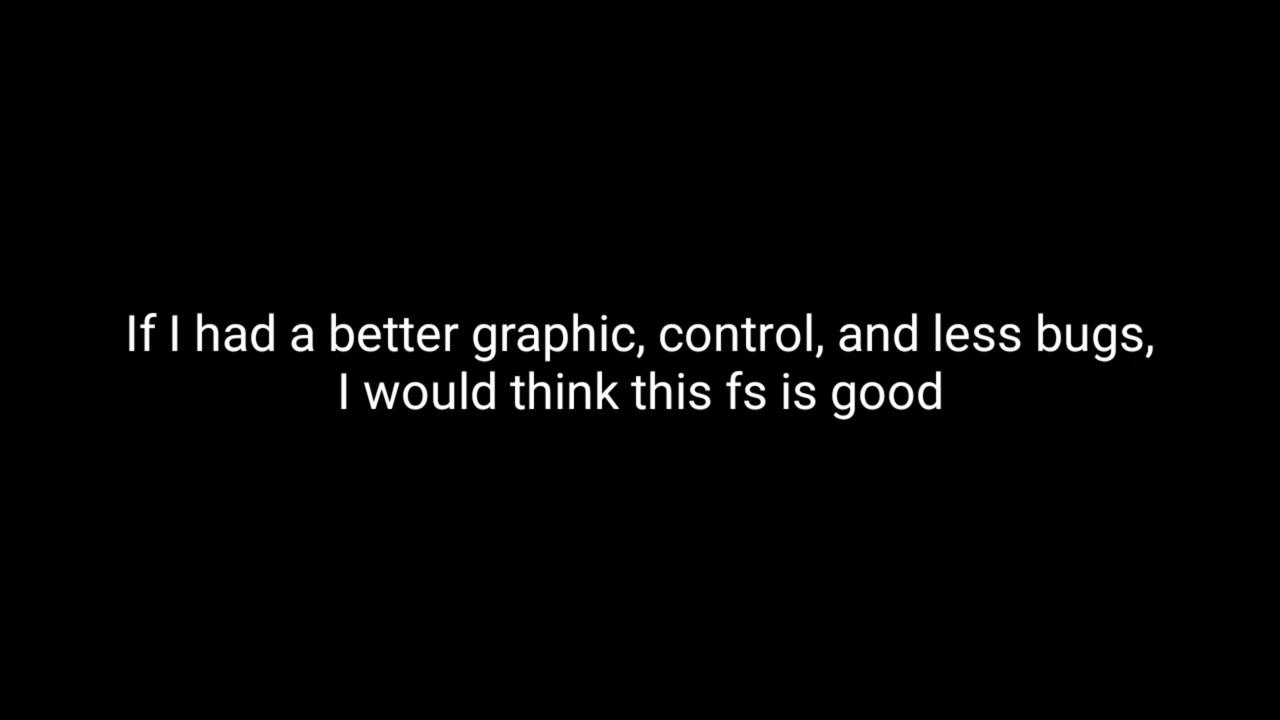 If I had a better graphic, control, and less bugs,
I would think this fs is good